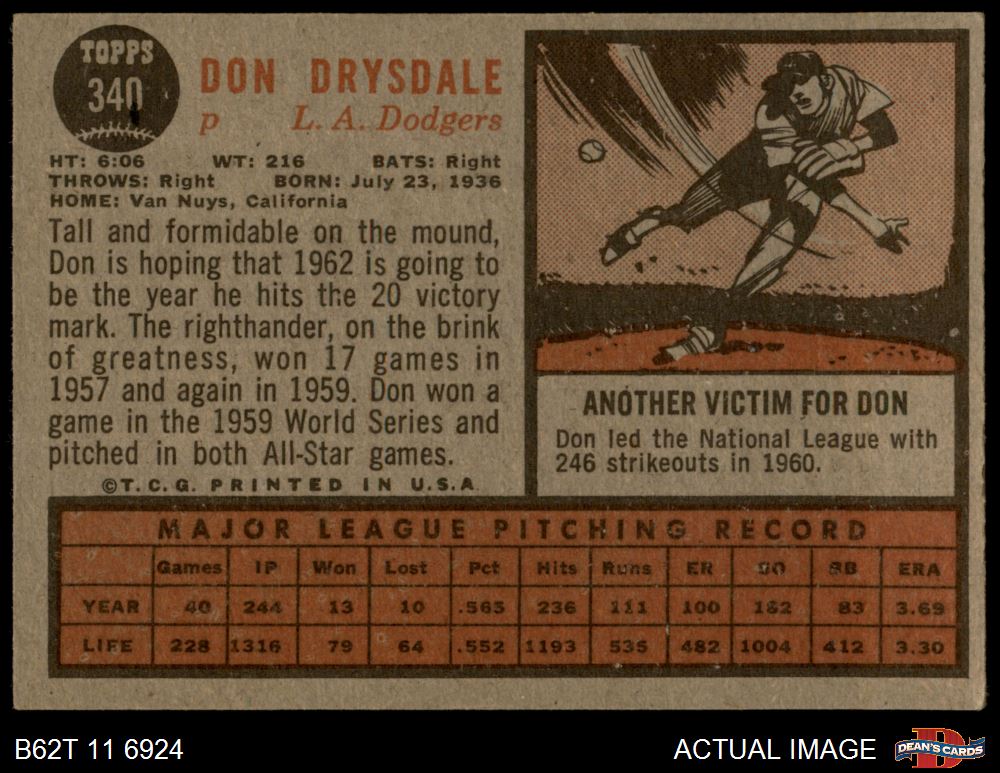 TOPPS
340
DON DRYSDALE
p L. A. Dodgers
HT: 6:06 WT: 216 BATS: Right
THROWS: Right BORN: July 23, 1936
HOME: Van Nuys, California
Tall and formidable on the mound,
Don is hoping that 1962 is going to
be the year he hits the 20 victory
mark. The righthander, on the brink
of greatness, won 17 games in
1957 and again in 1959. Don won a
game in the 1959 World Series and
pitched in both All-Star games.
©T.C.G. PRINTED IN U.S.A.
ANOTHER VICTIM FOR DON
Don led the National League with
246 strikeouts in 1960.
MAJOR LEAGUE PITCHING RECORD
Games IP Won Lost Pct Hits Runs ER SO BB ERA
YEAR 40 244 13 10 .565 236 111 100 182 83 3.69
LIFE 228 1316 79 64 .552 1193 535 482 1004 412 3.30
B62T 11 6924 ACTUAL IMAGE
D
DEAN'S CARDS